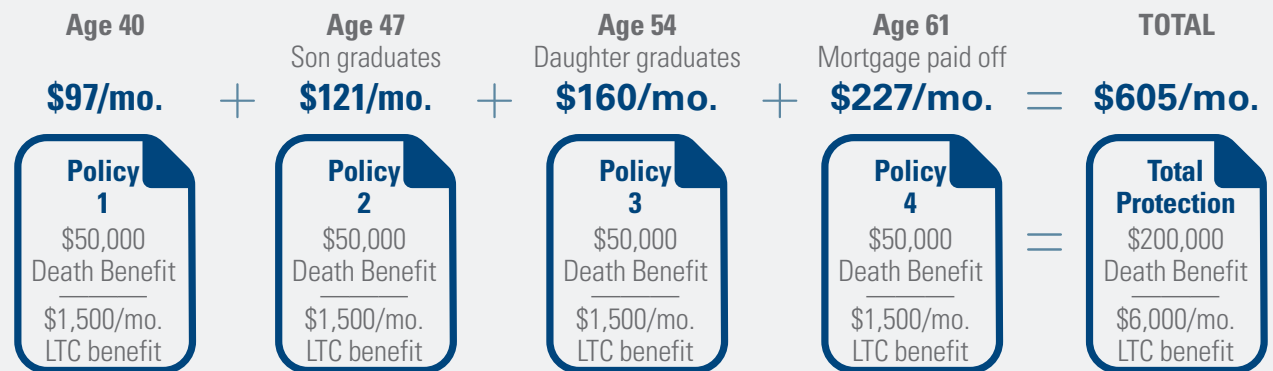 Age 40
Age 47
Age 54
Age 61
TOTAL
Son graduates
Daughter graduates
Mortgage paid off
$97/mo. + $121/mo. + $160/mo. + $227/mo. = $605/mo.
Policy
1
$50,000
Death Benefit
$1,500/mo.
LTC benefit
Policy
2
$50,000
Death Benefit
$1,500/mo.
LTC benefit
Policy
3
$50,000
Death Benefit
$1,500/mo.
LTC benefit
Policy
4
$50,000
Death Benefit
$1,500/mo.
LTC benefit
=
Total
Protection
$200,000
Death Benefit
$6,000/mo.
LTC benefit